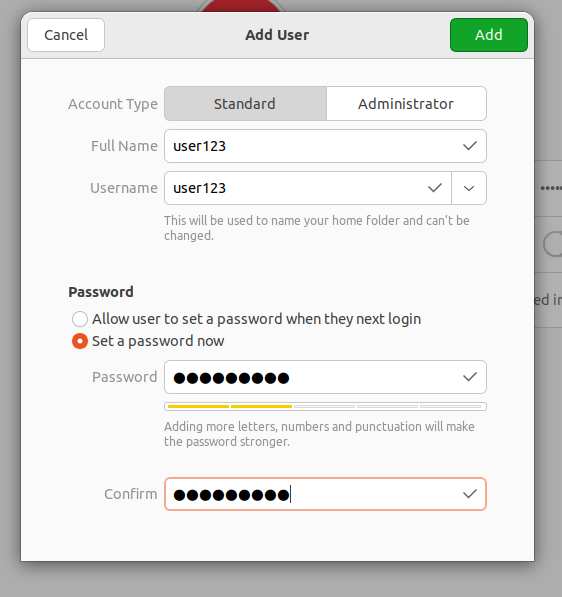 Cancel Add User Add
Account Type Standard Administrator
Full Name user123
Username user123
This will be used to name your home folder and can't be
changed.
Password
Allow user to set a password when they next login
Set a password now
Password ●●●●●●●●●
Adding more letters, numbers and punctuation will make
the password stronger.
Confirm ●●●●●●●●●